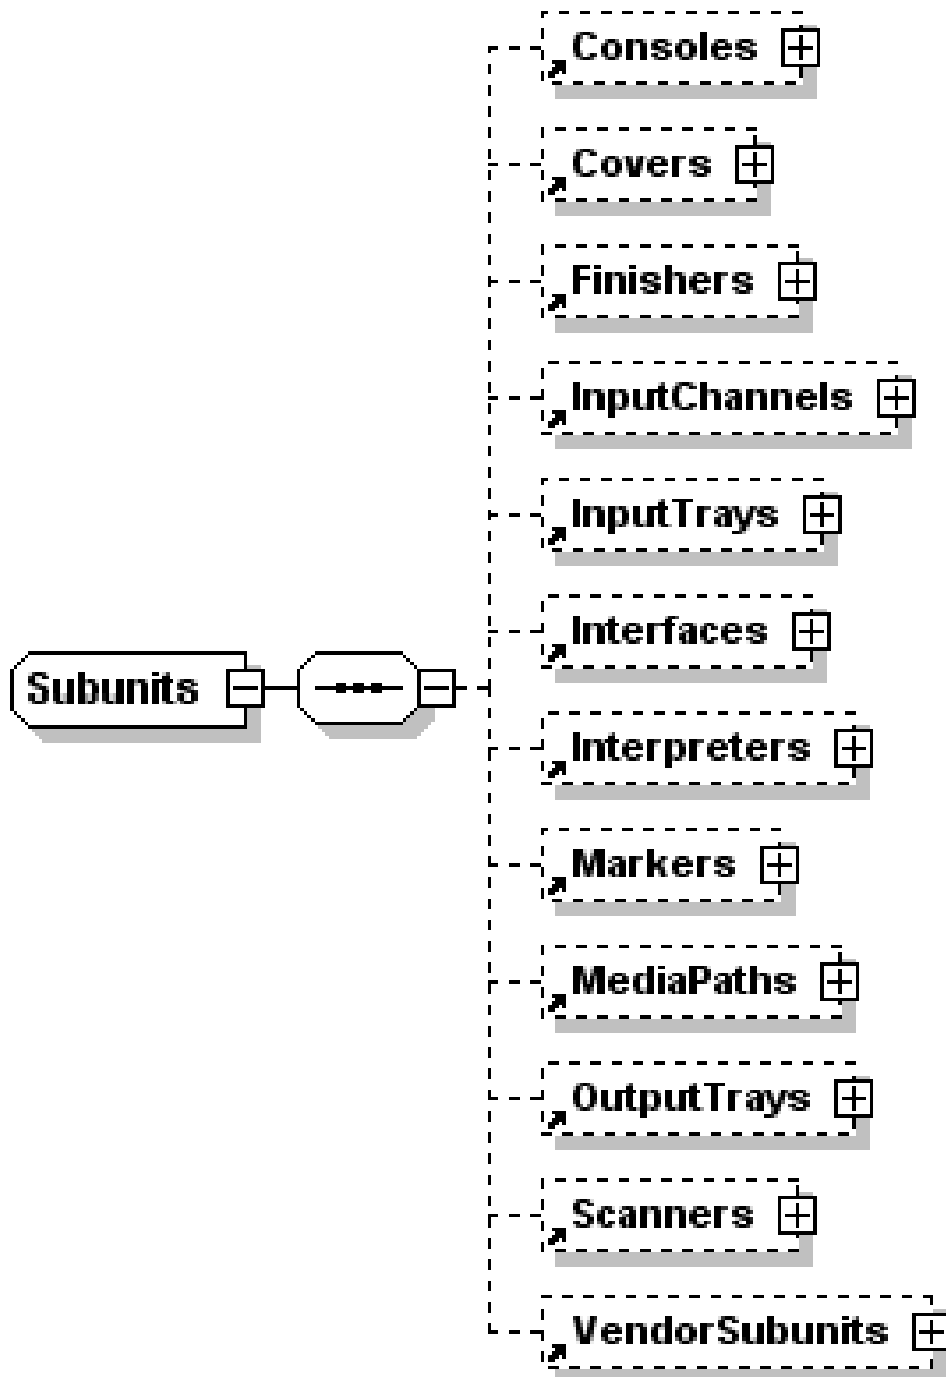 Consoles
Covers
Finishers
InputChannels
InputTrays
Interfaces
Subunits
Interpreters
Markers
MediaPaths
OutputTrays
Scanners
VendorSubunits